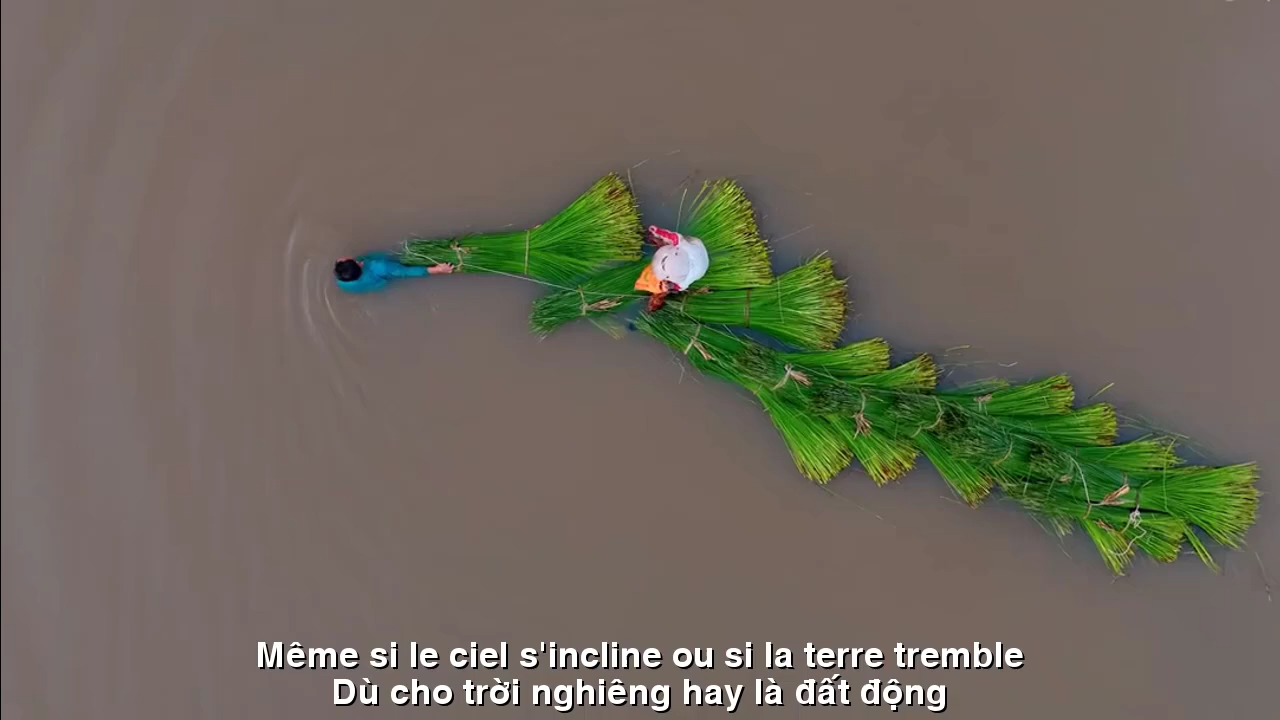 Même si le ciel s'incline ou si la terre tremble
Dù cho trời nghiêng hay là đất động